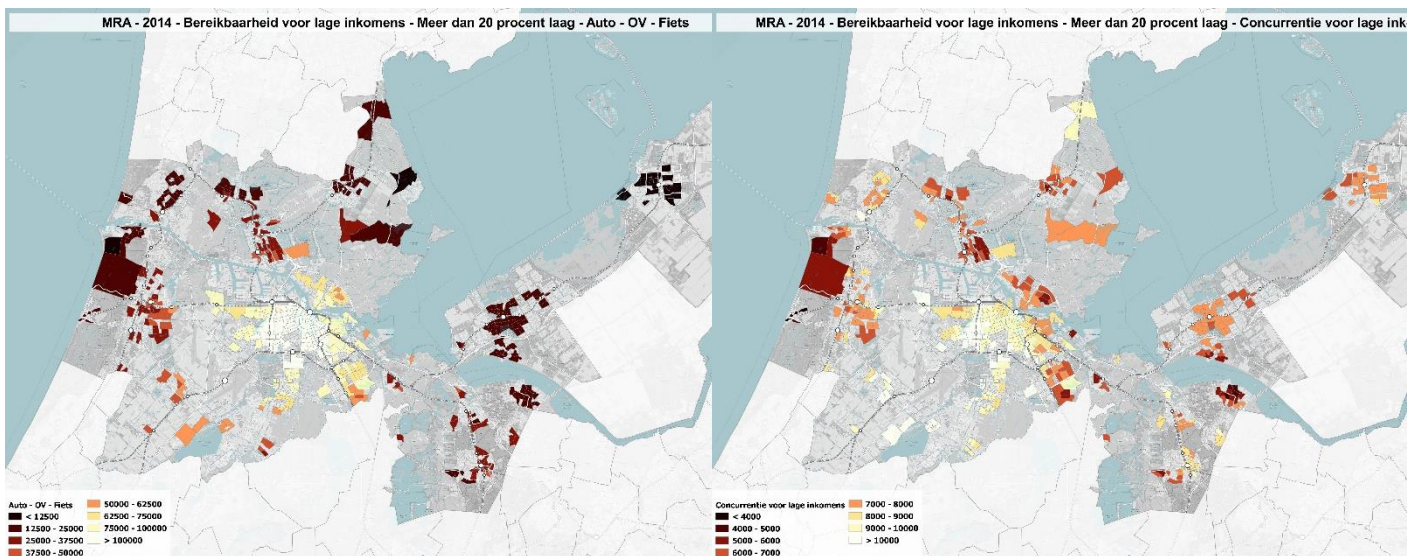 MRA - 2014 - Bereikbaarheid voor lage inkomens - Meer dan 20 procent laag - Auto - OV - Fiets
Auto - OV - Fiets
< 12500
12500 - 25000
25000 - 37500
37500 - 50000
50000 - 62500
62500 - 75000
75000 - 100000
> 100000
MRA - 2014 - Bereikbaarheid voor lage inkomens - Meer dan 20 procent laag - Concurrentie voor lage ink
Concurrentie voor lage inkomens
< 4000
4000 - 5000
5000 - 6000
6000 - 7000
7000 - 8000
8000 - 9000
9000 - 10000
> 10000